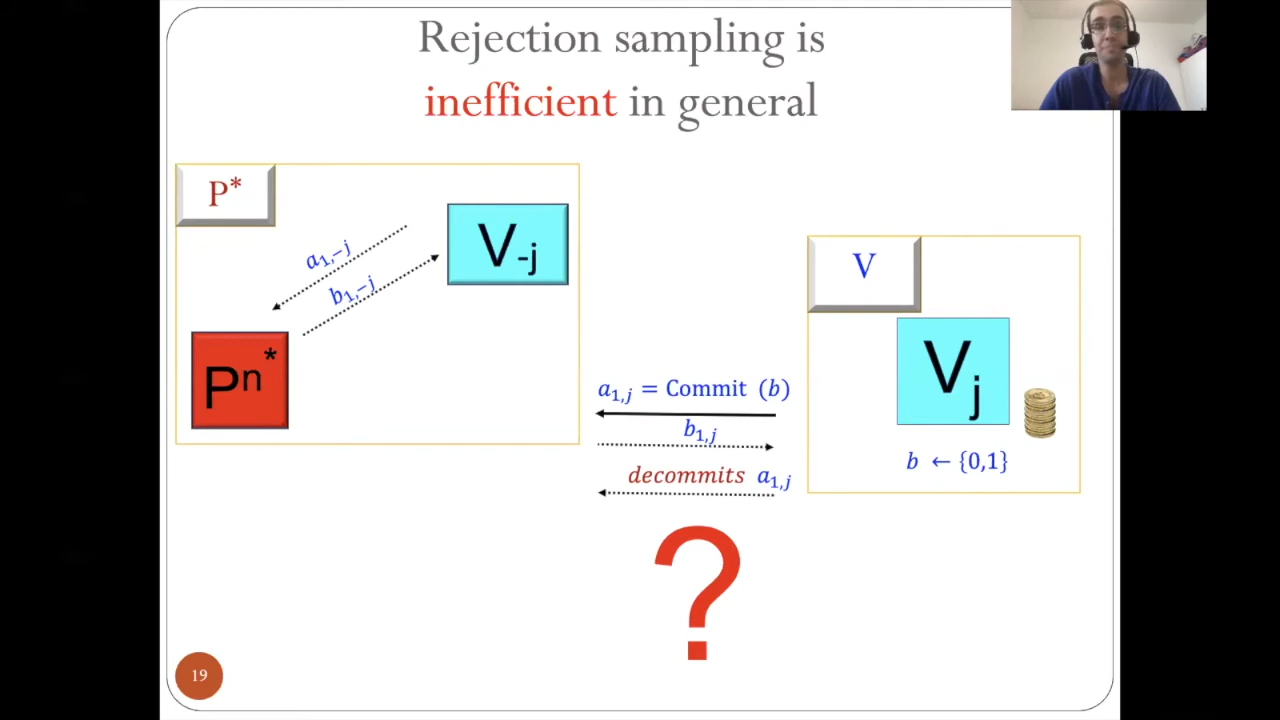 Rejection sampling is
inefficient in general
P*
a₁,₋ⱼ
b₁,₋ⱼ
V-j
Pn*
V
Vj
a₁,ⱼ = Commit (b)
b₁,ⱼ
decommits a₁,ⱼ
b ← {0,1}
?
19